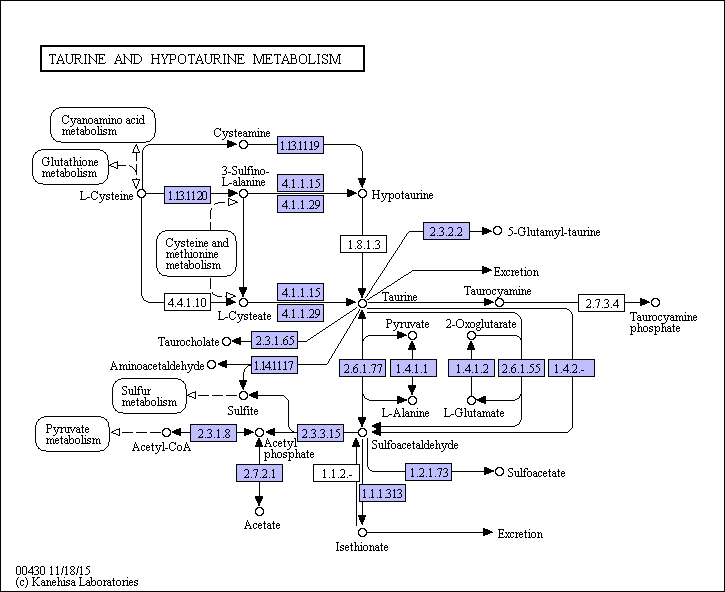 TAURINE AND HYPOTAURINE METABOLISM
Cyanoamino acid
metabolism
Glutathione
metabolism
Cysteamine
1.13.11.19
3-Sulfino-
L-alanine
L-Cysteine
1.13.11.20
4.1.1.15
4.1.1.29
Hypotaurine
Cysteine and
methionine
metabolism
1.8.1.3
2.3.2.2
5-Glutamyl-taurine
Excretion
4.4.1.10
L-Cysteate
4.1.1.15
4.1.1.29
Taurine
Taurocyamine
2.7.3.4
Taurocyamine
phosphate
Taurocholate
2.3.1.65
Pyruvate
2-Oxoglutarate
Aminoacetaldehyde
1.14.11.17
2.6.1.77
1.4.1.1
1.4.1.2
2.6.1.55
1.4.2.-
Sulfur
metabolism
Sulfite
L-Alanine
L-Glutamate
Pyruvate
metabolism
Acetyl-CoA
2.3.1.8
Acetyl
phosphate
2.3.3.15
Sulfoacetaldehyde
2.7.2.1
1.1.2.-
1.2.1.73
Sulfoacetate
1.1.1.313
Acetate
Isethionate
Excretion
00430 11/18/15
(c) Kanehisa Laboratories